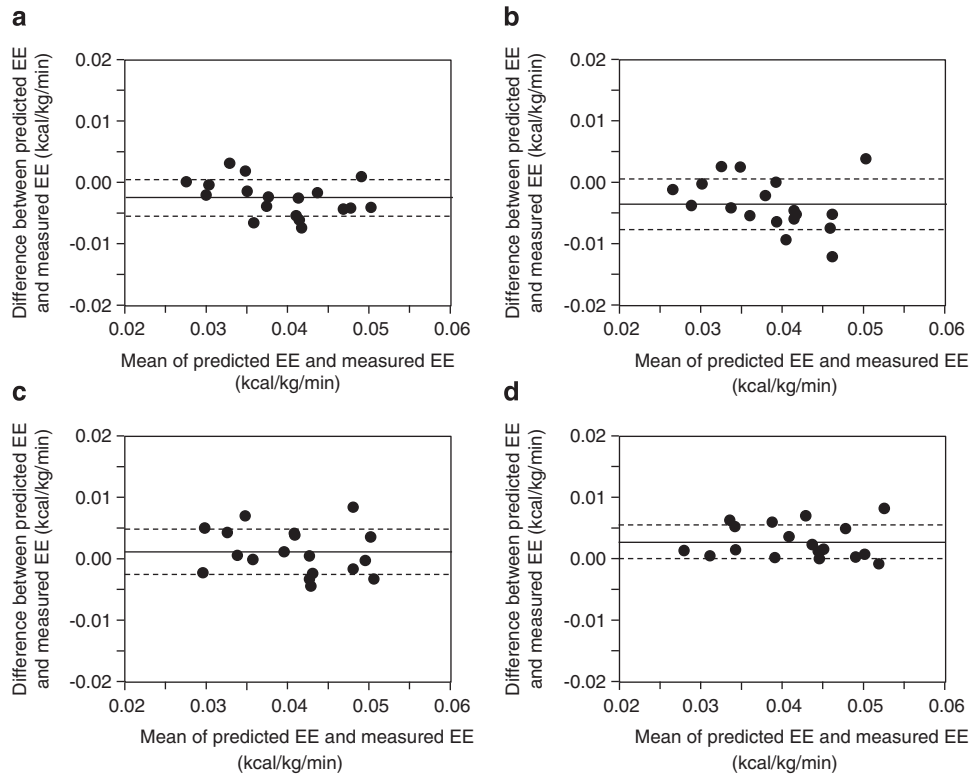 a
Difference between predicted EE
and measured EE (kcal/kg/min)
0.02
0.01
0.00
-0.01
-0.02
0.02 0.03 0.04 0.05 0.06
Mean of predicted EE and measured EE
(kcal/kg/min)
b
Difference between predicted EE
and measured EE (kcal/kg/min)
0.02
0.01
0.00
-0.01
-0.02
0.02 0.03 0.04 0.05 0.06
Mean of predicted EE and measured EE
(kcal/kg/min)
c
Difference between predicted EE
and measured EE (kcal/kg/min)
0.02
0.01
0.00
-0.01
-0.02
0.02 0.03 0.04 0.05 0.06
Mean of predicted EE and measured EE
(kcal/kg/min)
d
Difference between predicted EE
and measured EE (kcal/kg/min)
0.02
0.01
0.00
-0.01
-0.02
0.02 0.03 0.04 0.05 0.06
Mean of predicted EE and measured EE
(kcal/kg/min)